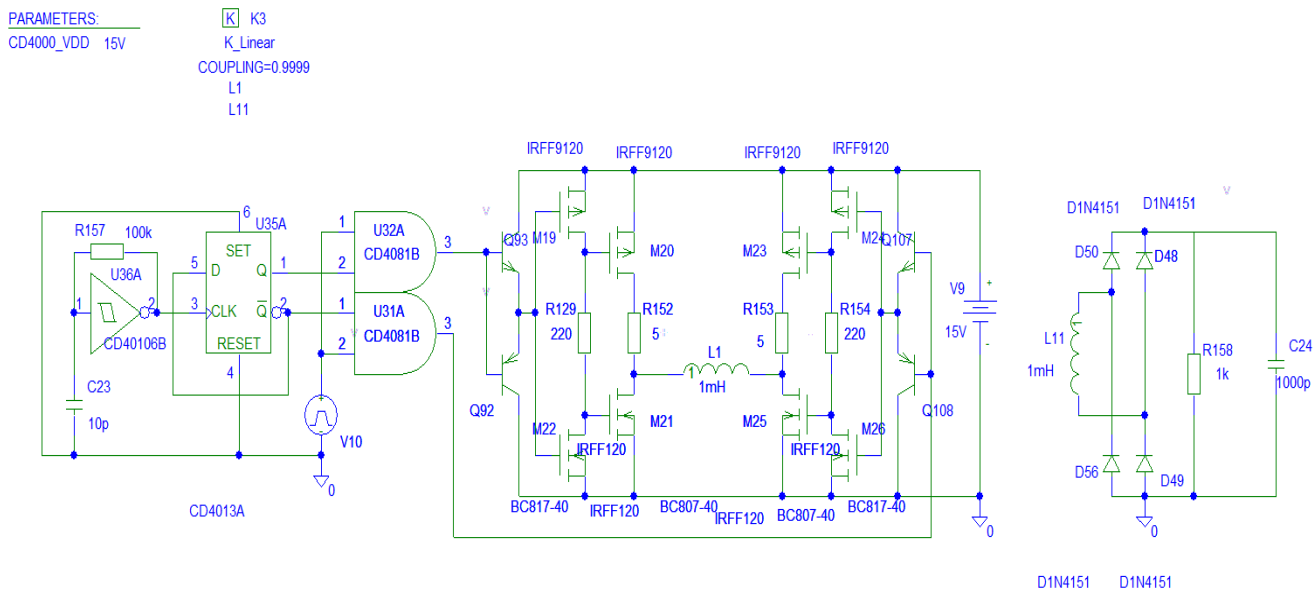 PARAMETERS:
CD4000_VDD 15V
K K3
K_Linear
COUPLING=0.9999
L1
L11
R157 100k
U36A
1
2
CD40106B
C23
10p
6
U35A
SET
5 D Q 1
3 CLK Q 2
RESET
4
CD4013A
1
U32A
CD4081B
2
3
1
U31A
CD4081B
2
3
V10
0
IRFF9120
IRFF9120
IRFF9120
IRFF9120
Q93
M19
M20
M23
M24
Q107
R129
220
R152
5
R153
5
R154
220
L1
1
1mH
V9
+
15V
-
Q92
M22
M21
M25
M26
Q108
IRFF120
IRFF120
BC817-40
IRFF120
BC807-40
IRFF120
BC807-40
BC817-40
0
V
V
V
V
D1N4151
D1N4151
D50
D48
L11
1
1mH
R158
1k
C24
1000p
D56
D49
0
D1N4151
D1N4151